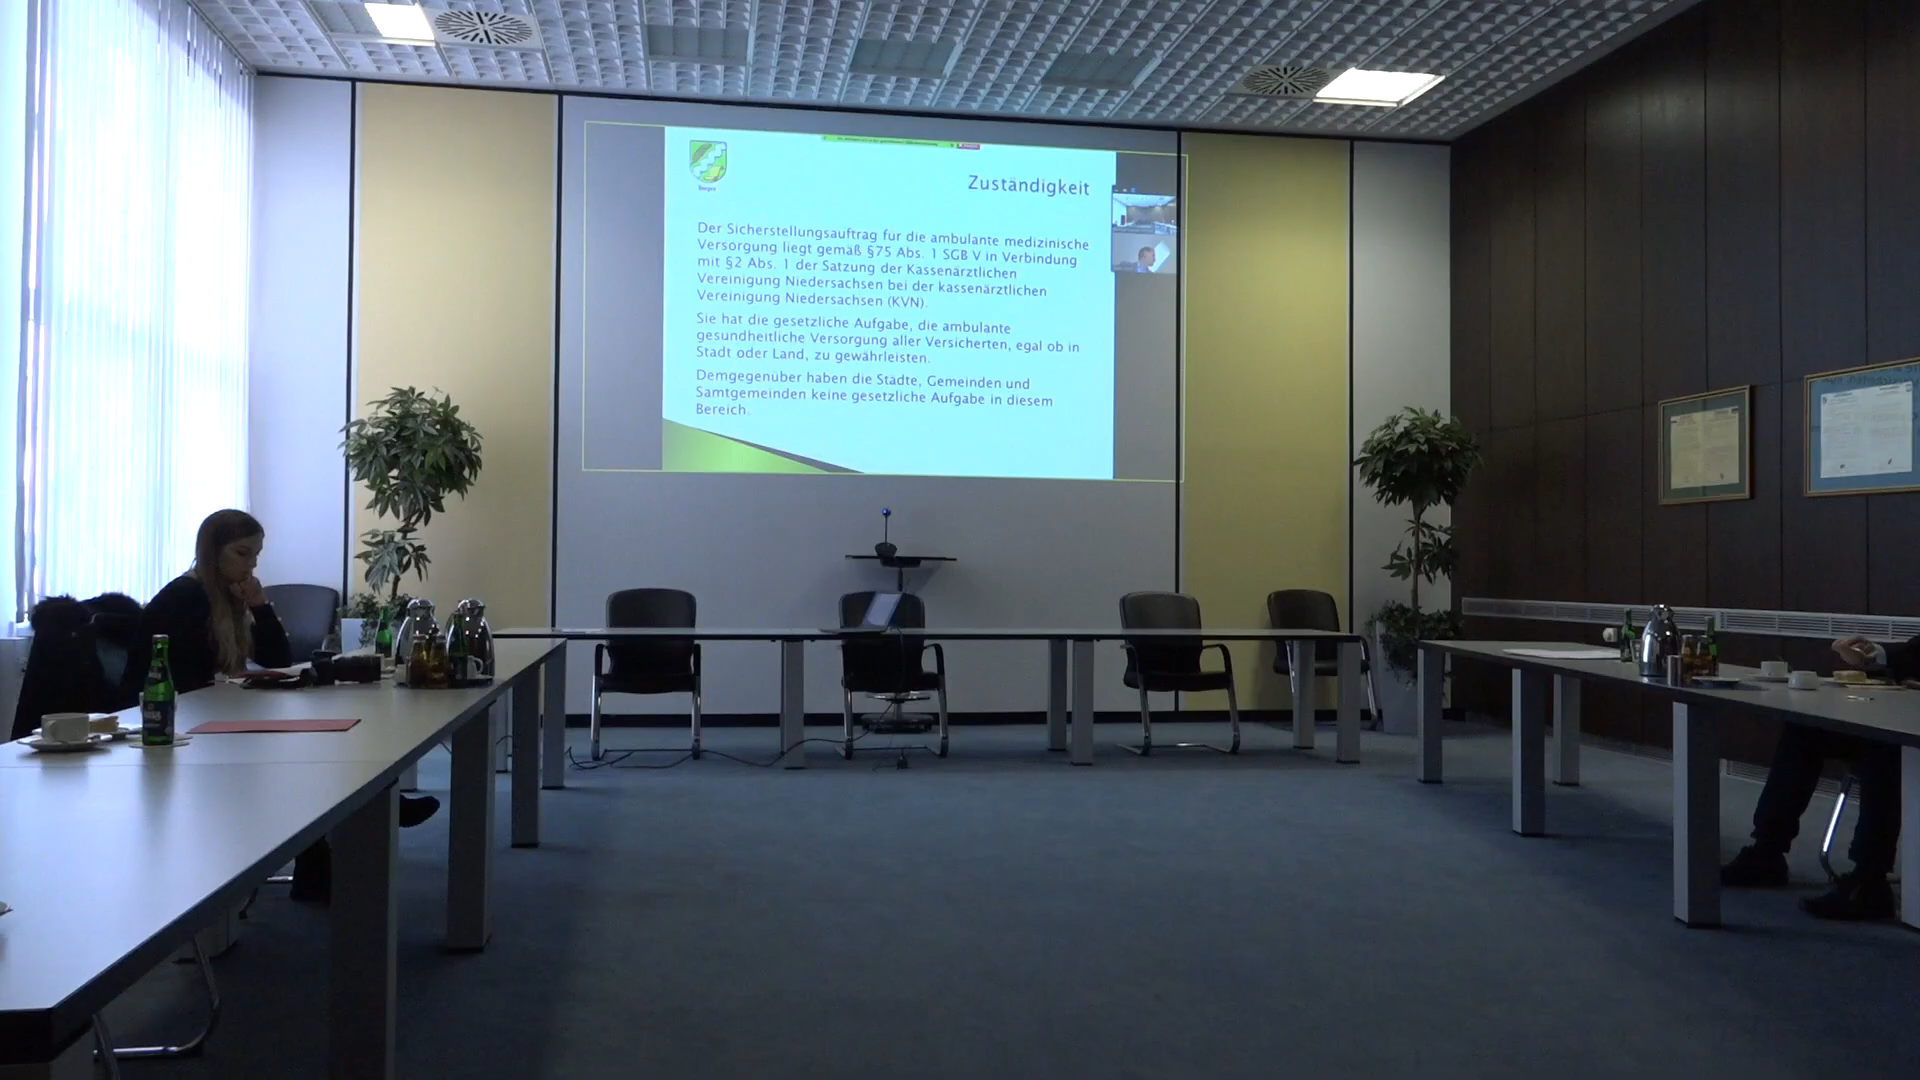 Zuständigkeit
Der Sicherstellungsauftrag für die ambulante medizinische
Versorgung liegt gemäß §75 Abs. 1 SGB V in Verbindung
mit §2 Abs. 1 der Satzung der Kassenärztlichen
Vereinigung Niedersachsen bei der kassenärztlichen
Vereinigung Niedersachsen (KVN).
Sie hat die gesetzliche Aufgabe, die ambulante
gesundheitliche Versorgung aller Versicherten, egal ob in
Stadt oder Land, zu gewährleisten.
Demgegenüber haben die Städte, Gemeinden und
Samtgemeinden keine gesetzliche Aufgabe in diesem
Bereich.